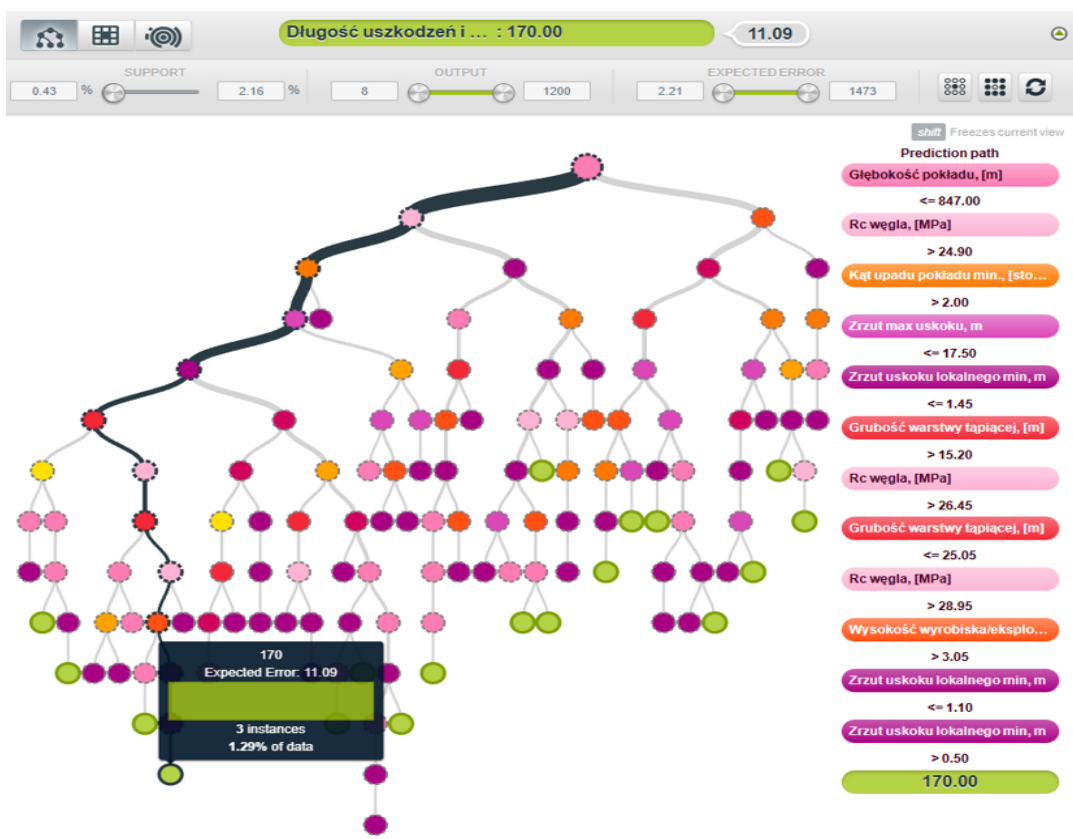 Długość uszkodzeń i ... : 170.00
11.09
SUPPORT
OUTPUT
EXPECTED ERROR
0.43 %
2.16 %
8
1200
2.21
1473
shift Freezes current view
Prediction path
Głębokość pokładu, [m]
<= 847.00
Rc węgla, [MPa]
> 24.90
Kąt upadu pokładu min., [sto...
> 2.00
Zrzut max uskoku, m
<= 17.50
Zrzut uskoku lokalnego min, m
<= 1.45
Grubość warstwy tąpiącej, [m]
> 15.20
Rc węgla, [MPa]
> 26.45
Grubość warstwy tąpiącej, [m]
<= 25.05
Rc węgla, [MPa]
> 28.95
Wysokość wyrobiska/eksplo...
> 3.05
Zrzut uskoku lokalnego min, m
<= 1.10
Zrzut uskoku lokalnego min, m
> 0.50
170.00
170
Expected Error: 11.09
3 instances
1.29% of data